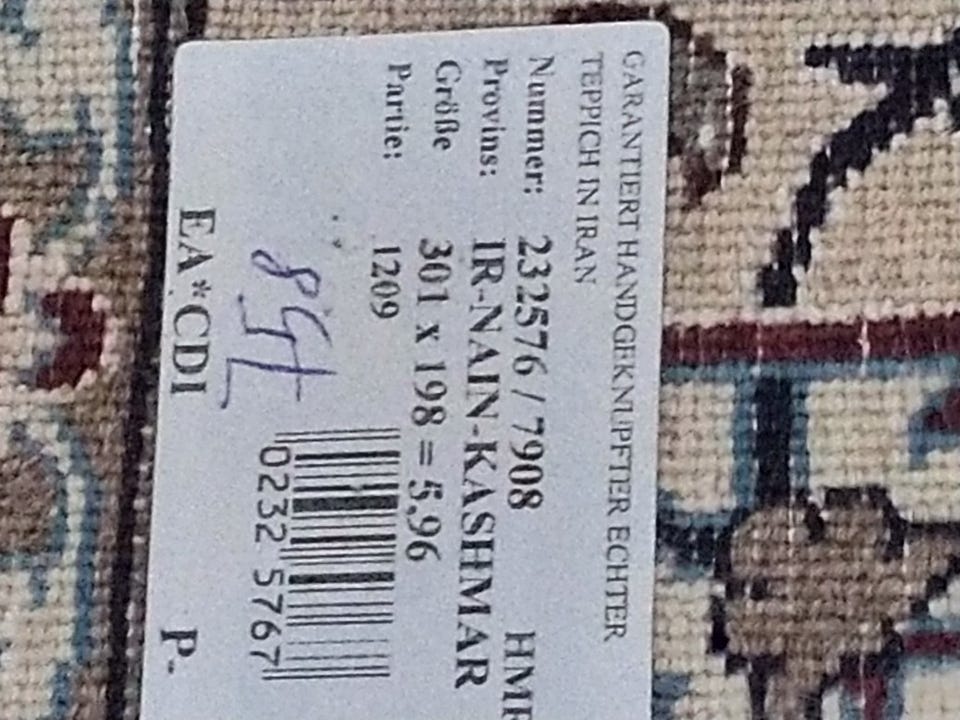 GARANTIERT HANDGEKNÜPFTER ECHTER
TEPPICH IN IRAN
Nummer: 232576 / 7908 HMF
Provins: IR-NAIN-KASHMAR
Größe 301 x 198 = 5,96
Partie: 1209
0232 5767
EA*CDI P-